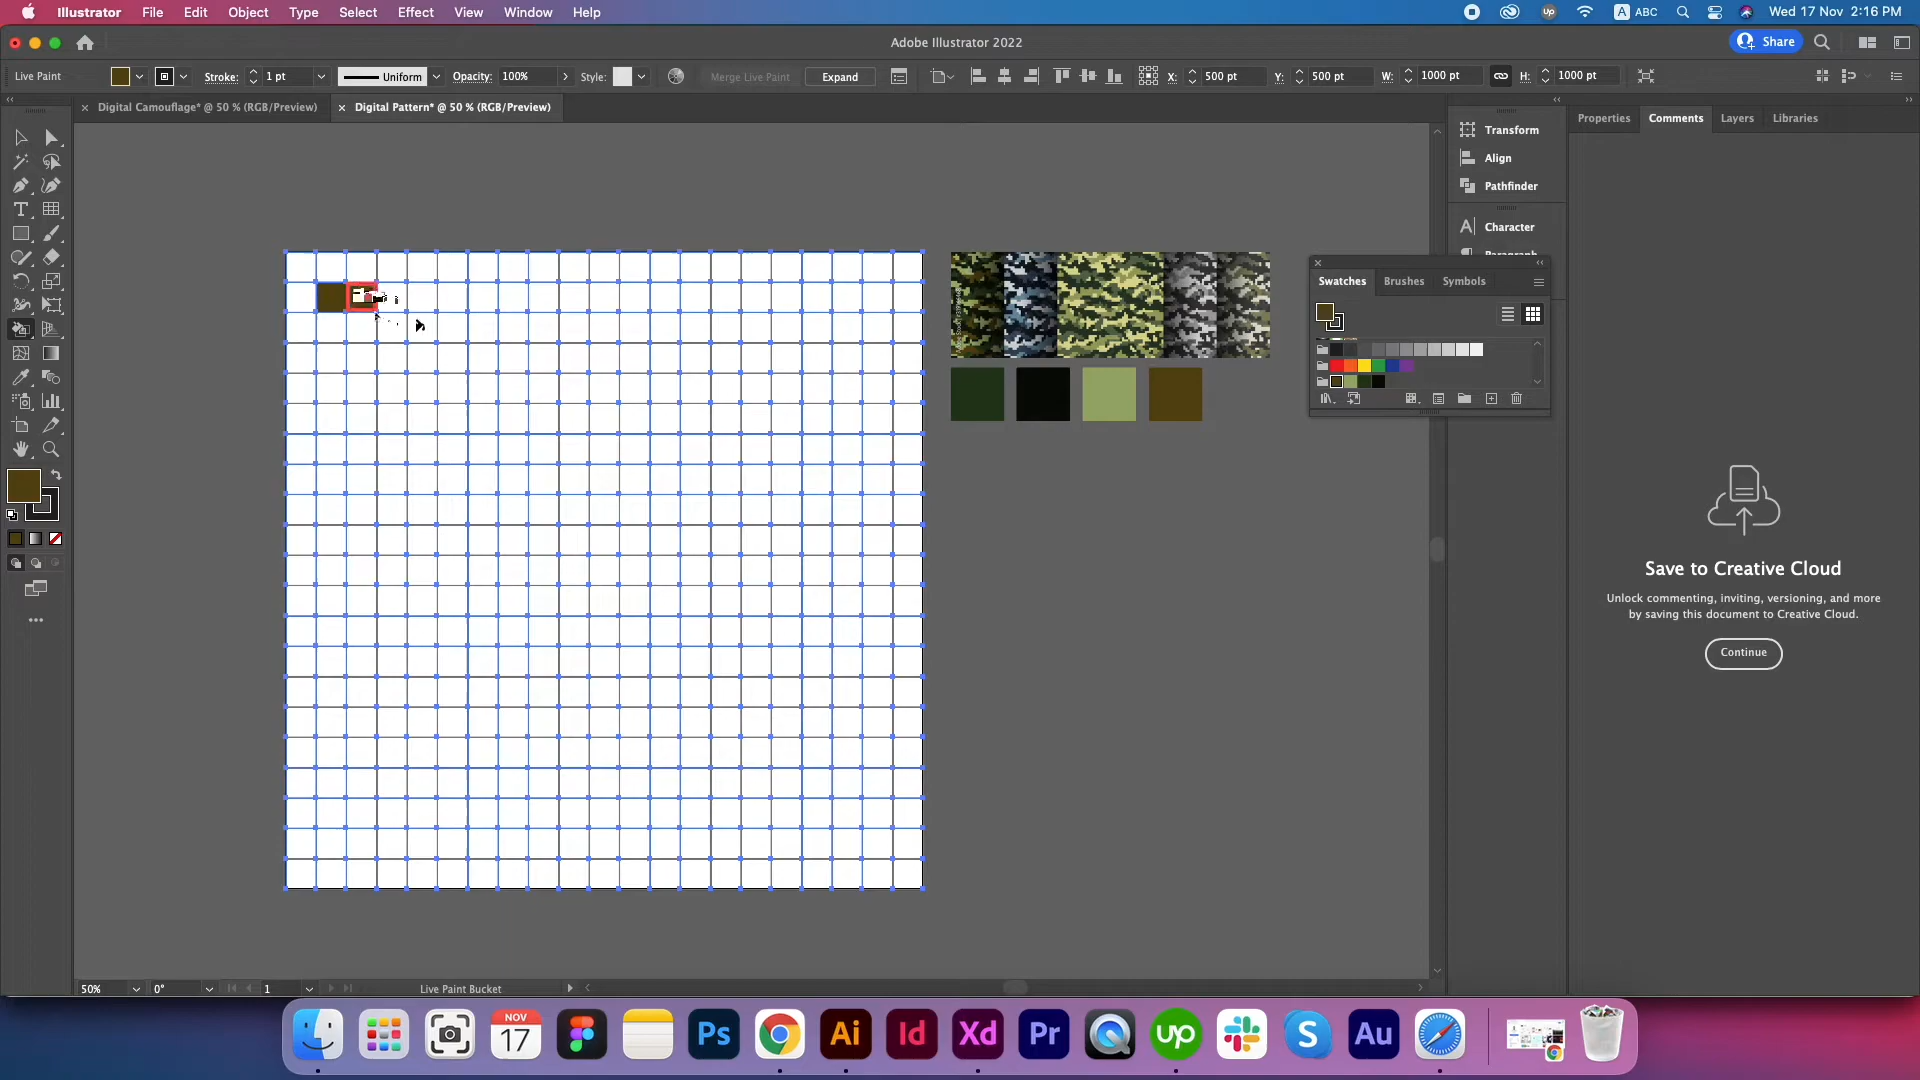 Illustrator File Edit Object Type Select Effect View Window Help
up A ABC Wed 17 Nov 2:16 PM
Adobe Illustrator 2022
Share
Live Paint Stroke: 1 pt Uniform Opacity: 100% Style: Merge Live Paint Expand X: 500 pt Y: 500 pt W: 1000 pt H: 1000 pt
Digital Camouflage* @ 50 % (RGB/Preview) Digital Pattern* @ 50 % (RGB/Preview)
Properties Comments Layers Libraries
Transform
Align
Pathfinder
Character
Paragraph
Swatches Brushes Symbols
Save to Creative Cloud
Unlock commenting, inviting, versioning, and more
by saving this document to Creative Cloud.
Continue
50% 0° 1 Live Paint Bucket
NOV
17
Ps
Ai
Id
Xd
Pr
up
S
Au